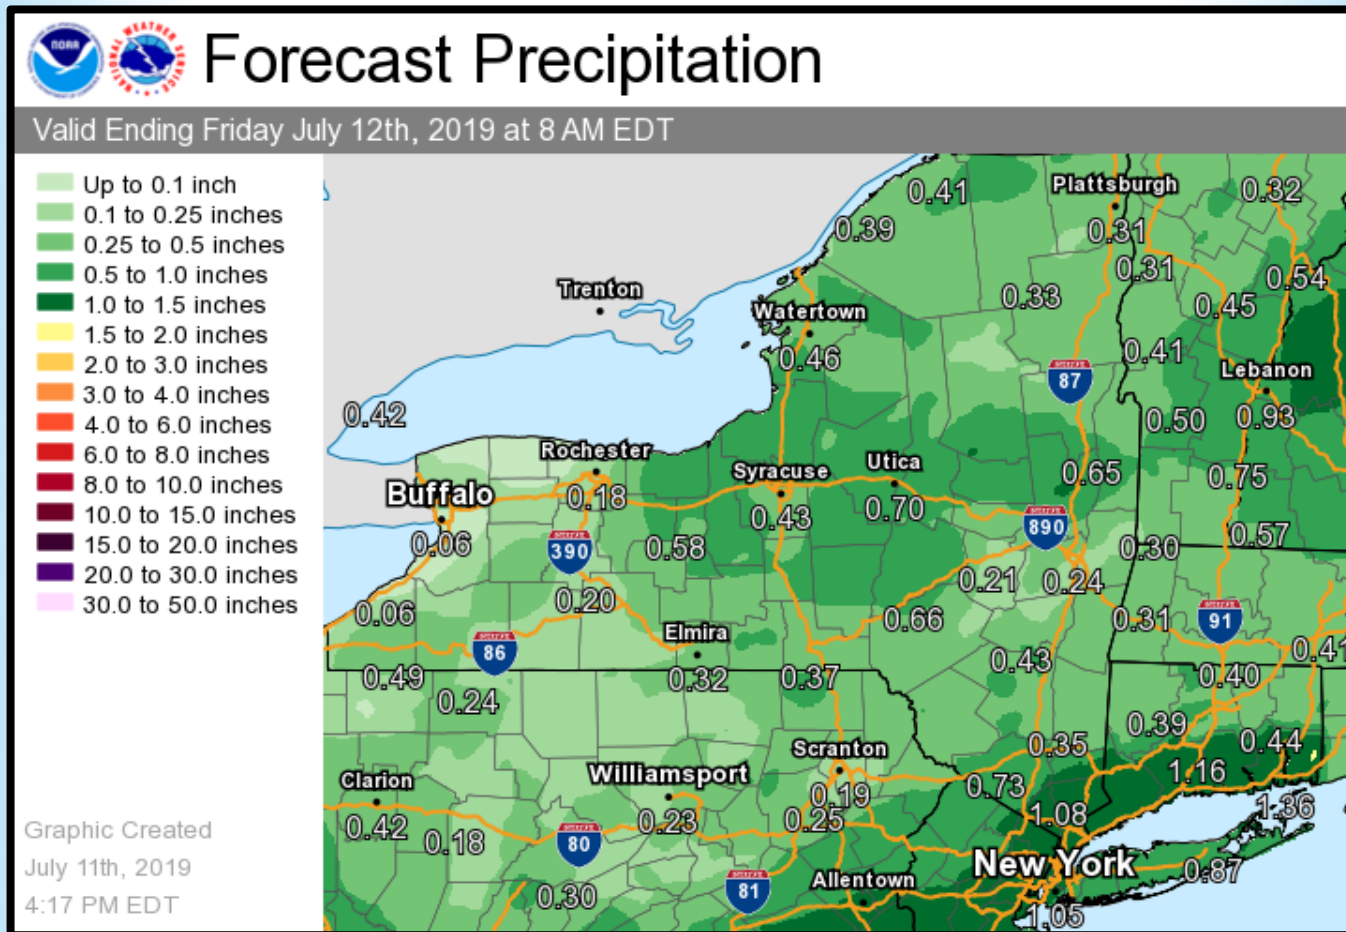 NOAA
NATIONAL WEATHER SERVICE
Forecast Precipitation
Valid Ending Friday July 12th, 2019 at 8 AM EDT
Up to 0.1 inch
0.1 to 0.25 inches
0.25 to 0.5 inches
0.5 to 1.0 inches
1.0 to 1.5 inches
1.5 to 2.0 inches
2.0 to 3.0 inches
3.0 to 4.0 inches
4.0 to 6.0 inches
6.0 to 8.0 inches
8.0 to 10.0 inches
10.0 to 15.0 inches
15.0 to 20.0 inches
20.0 to 30.0 inches
30.0 to 50.0 inches
Graphic Created
July 11th, 2019
4:17 PM EDT
0.41
Plattsburgh
0.32
0.39
0.31
0.31
0.54
Trenton
0.33
0.45
Watertown
0.46
0.41
87
Lebanon
0.42
0.50
0.93
Rochester
Syracuse
Utica
0.65
0.75
Buffalo
0.18
0.43
0.70
890
0.57
0.06
390
0.58
0.30
0.20
0.21
0.24
0.06
0.66
0.31
91
Elmira
86
0.41
0.49
0.32
0.37
0.43
0.40
0.24
0.39
0.35
0.44
Scranton
Williamsport
1.16
Clarion
0.19
0.73
1.36
0.42
0.23
0.25
1.08
0.18
80
New York
0.87
0.30
81
Allentown
1.05